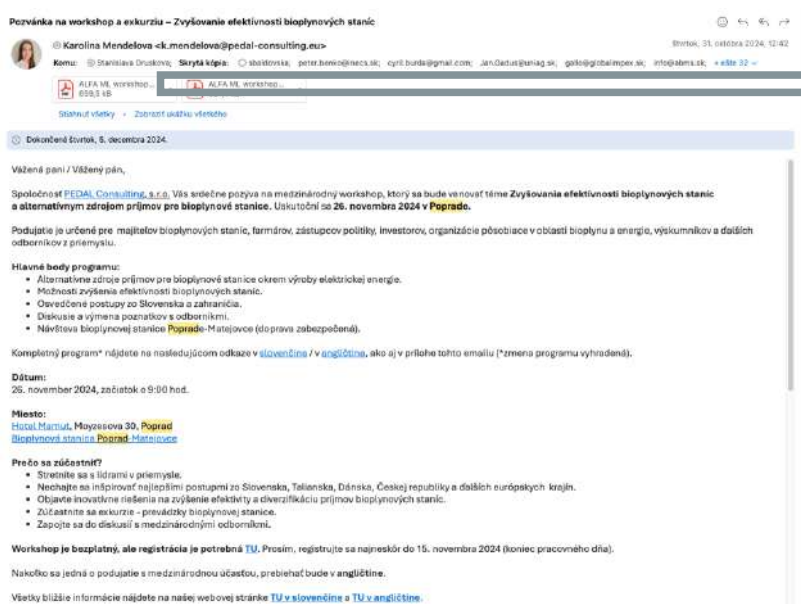 Pozvánka na workshop a exkurziu – Zvyšovanie efektívnosti bioplynových staníc
Karolina Mendelova <k.mendelova@pedal-consulting.eu>
štvrtok, 31. októbra 2024, 12:42
Komu: Stanislava Druskova; Skrytá kópia: sbaldovska; peter.benko@inecs.sk; cyril.burda@gmail.com; Jan.Gadus@uniag.sk; gallo@globalimpex.sk; info@abms.sk; + ešte 32
ALFA ML workshop... ALFA ML workshop...
659,3 kB
Stiahnuť všetky • Zobraziť ukážku všetkého
Dokončené štvrtok, 5. decembra 2024.
Vážená pani / Vážený pán,
Spoločnosť PEDAL Consulting, s.r.o. Vás srdečne pozýva na medzinárodný workshop, ktorý sa bude venovať téme Zvyšovania efektívnosti bioplynových staníc
a alternatívnym zdrojom príjmov pre bioplynové stanice. Uskutoční sa 26. novembra 2024 v Poprade.
Podujatie je určené pre majiteľov bioplynových staníc, farmárov, zástupcov politiky, investorov, organizácie pôsobiace v oblasti bioplynu a energie, výskumníkov a ďalších
odborníkov z priemyslu.
Hlavné body programu:
• Alternatívne zdroje príjmov pre bioplynové stanice okrem výroby elektrickej energie.
• Možnosti zvýšenia efektívnosti bioplynových staníc.
• Osvedčené postupy zo Slovenska a zahraničia.
• Diskusie a výmena poznatkov s odborníkmi.
• Návšteva bioplynovej stanice Poprade-Matejovce (doprava zabezpečená).
Kompletný program* nájdete na nasledujúcom odkaze v slovenčine / v angličtine, ako aj v prílohe tohto emailu (*zmena programu vyhradená).
Dátum:
26. november 2024, začiatok o 9:00 hod.
Miesto:
Hotel Mamut, Moyzesova 30, Poprad
Bioplynová stanica Poprad-Matejovce
Prečo sa zúčastniť?
• Stretnite sa s lídrami v priemysle.
• Nechajte sa inšpirovať najlepšími postupmi zo Slovenska, Talianska, Dánska, Českej republiky a ďalších európskych krajín.
• Objavte inovatívne riešenia na zvýšenie efektivity a diverzifikáciu príjmov bioplynových staníc.
• Zúčastnite sa exkurzie - prevádzky bioplynovej stanice.
• Zapojte sa do diskusií s medzinárodnými odborníkmi.
Workshop je bezplatný, ale registrácia je potrebná TU. Prosím, registrujte sa najneskôr do 15. novembra 2024 (koniec pracovného dňa).
Nakoľko sa jedná o podujatie s medzinárodnou účasťou, prebiehať bude v angličtine.
Všetky bližšie informácie nájdete na našej webovej stránke TU v slovenčine a TU v angličtine.